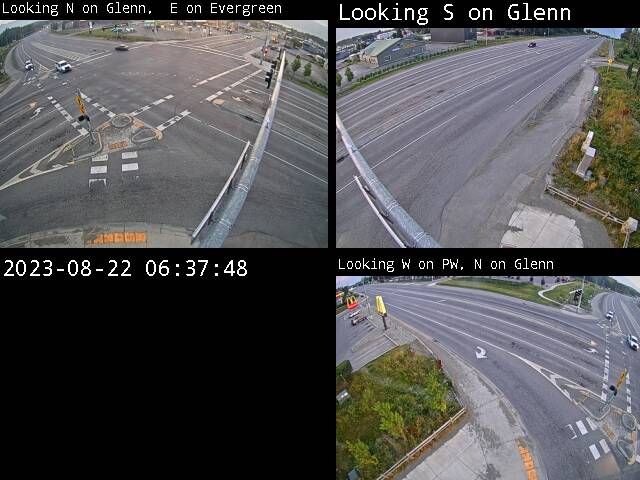 Looking N on Glenn,  E on Evergreen
Looking S on Glenn
2023-08-22 06:37:48
Looking W on PW, N on Glenn